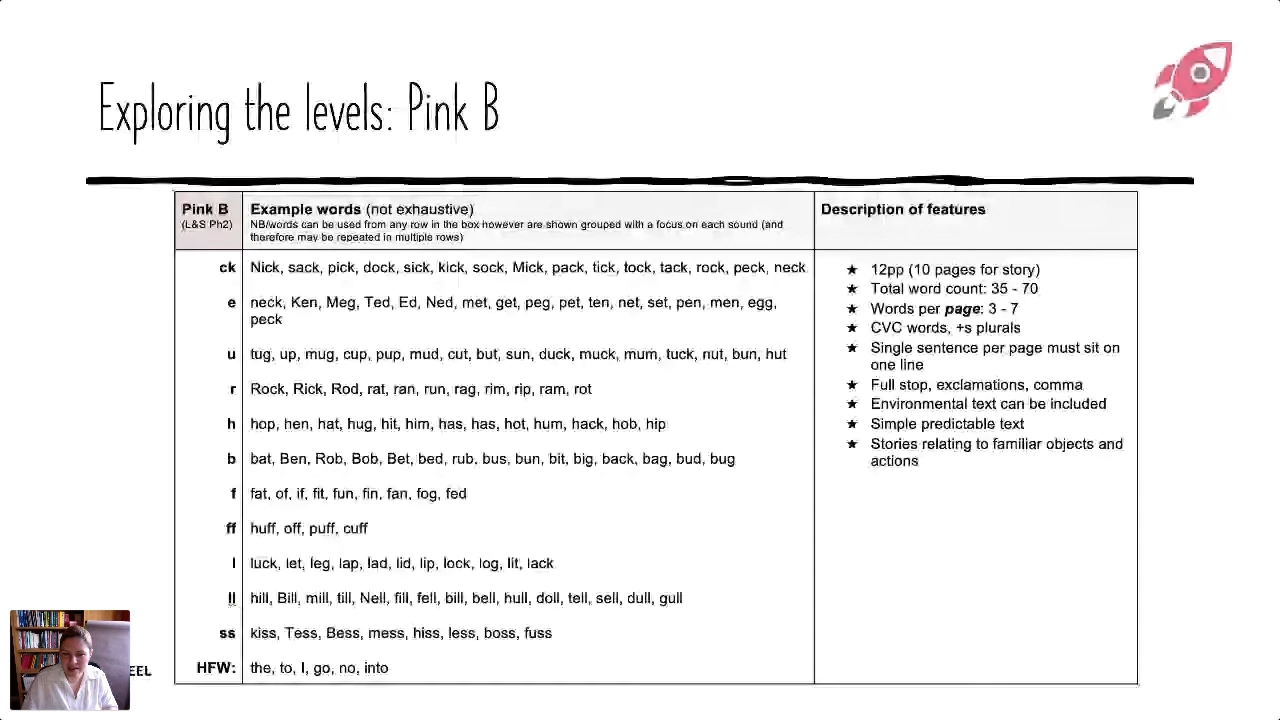 Exploring the levels: Pink B
Pink B
(L&S Ph2)
Example words (not exhaustive)
NB/words can be used from any row in the box however are shown grouped with a focus on each sound (and
therefore may be repeated in multiple rows)
Description of features
ck Nick, sack, pick, dock, sick, kick, sock, Mick, pack, tick, tock, tack, rock, peck, neck
e neck, Ken, Meg, Ted, Ed, Ned, met, get, peg, pet, ten, net, set, pen, men, egg,
peck
u tug, up, mug, cup, pup, mud, cut, but, sun, duck, muck, mum, tuck, nut, bun, hut
r Rock, Rick, Rod, rat, ran, run, rag, rim, rip, ram, rot
h hop, hen, hat, hug, hit, him, has, has, hot, hum, hack, hob, hip
b bat, Ben, Rob, Bob, Bet, bed, rub, bus, bun, bit, big, back, bag, bud, bug
f fat, of, if, fit, fun, fin, fan, fog, fed
ff huff, off, puff, cuff
l luck, let, leg, lap, lad, lid, lip, lock, log, lit, lack
ll hill, Bill, mill, till, Nell, fill, fell, bill, bell, hull, doll, tell, sell, dull, gull
ss kiss, Tess, Bess, mess, hiss, less, boss, fuss
HFW: the, to, I, go, no, into
★ 12pp (10 pages for story)
★ Total word count: 35 - 70
★ Words per page: 3 - 7
★ CVC words, +s plurals
★ Single sentence per page must sit on
one line
★ Full stop, exclamations, comma
★ Environmental text can be included
★ Simple predictable text
★ Stories relating to familiar objects and
actions
EEL